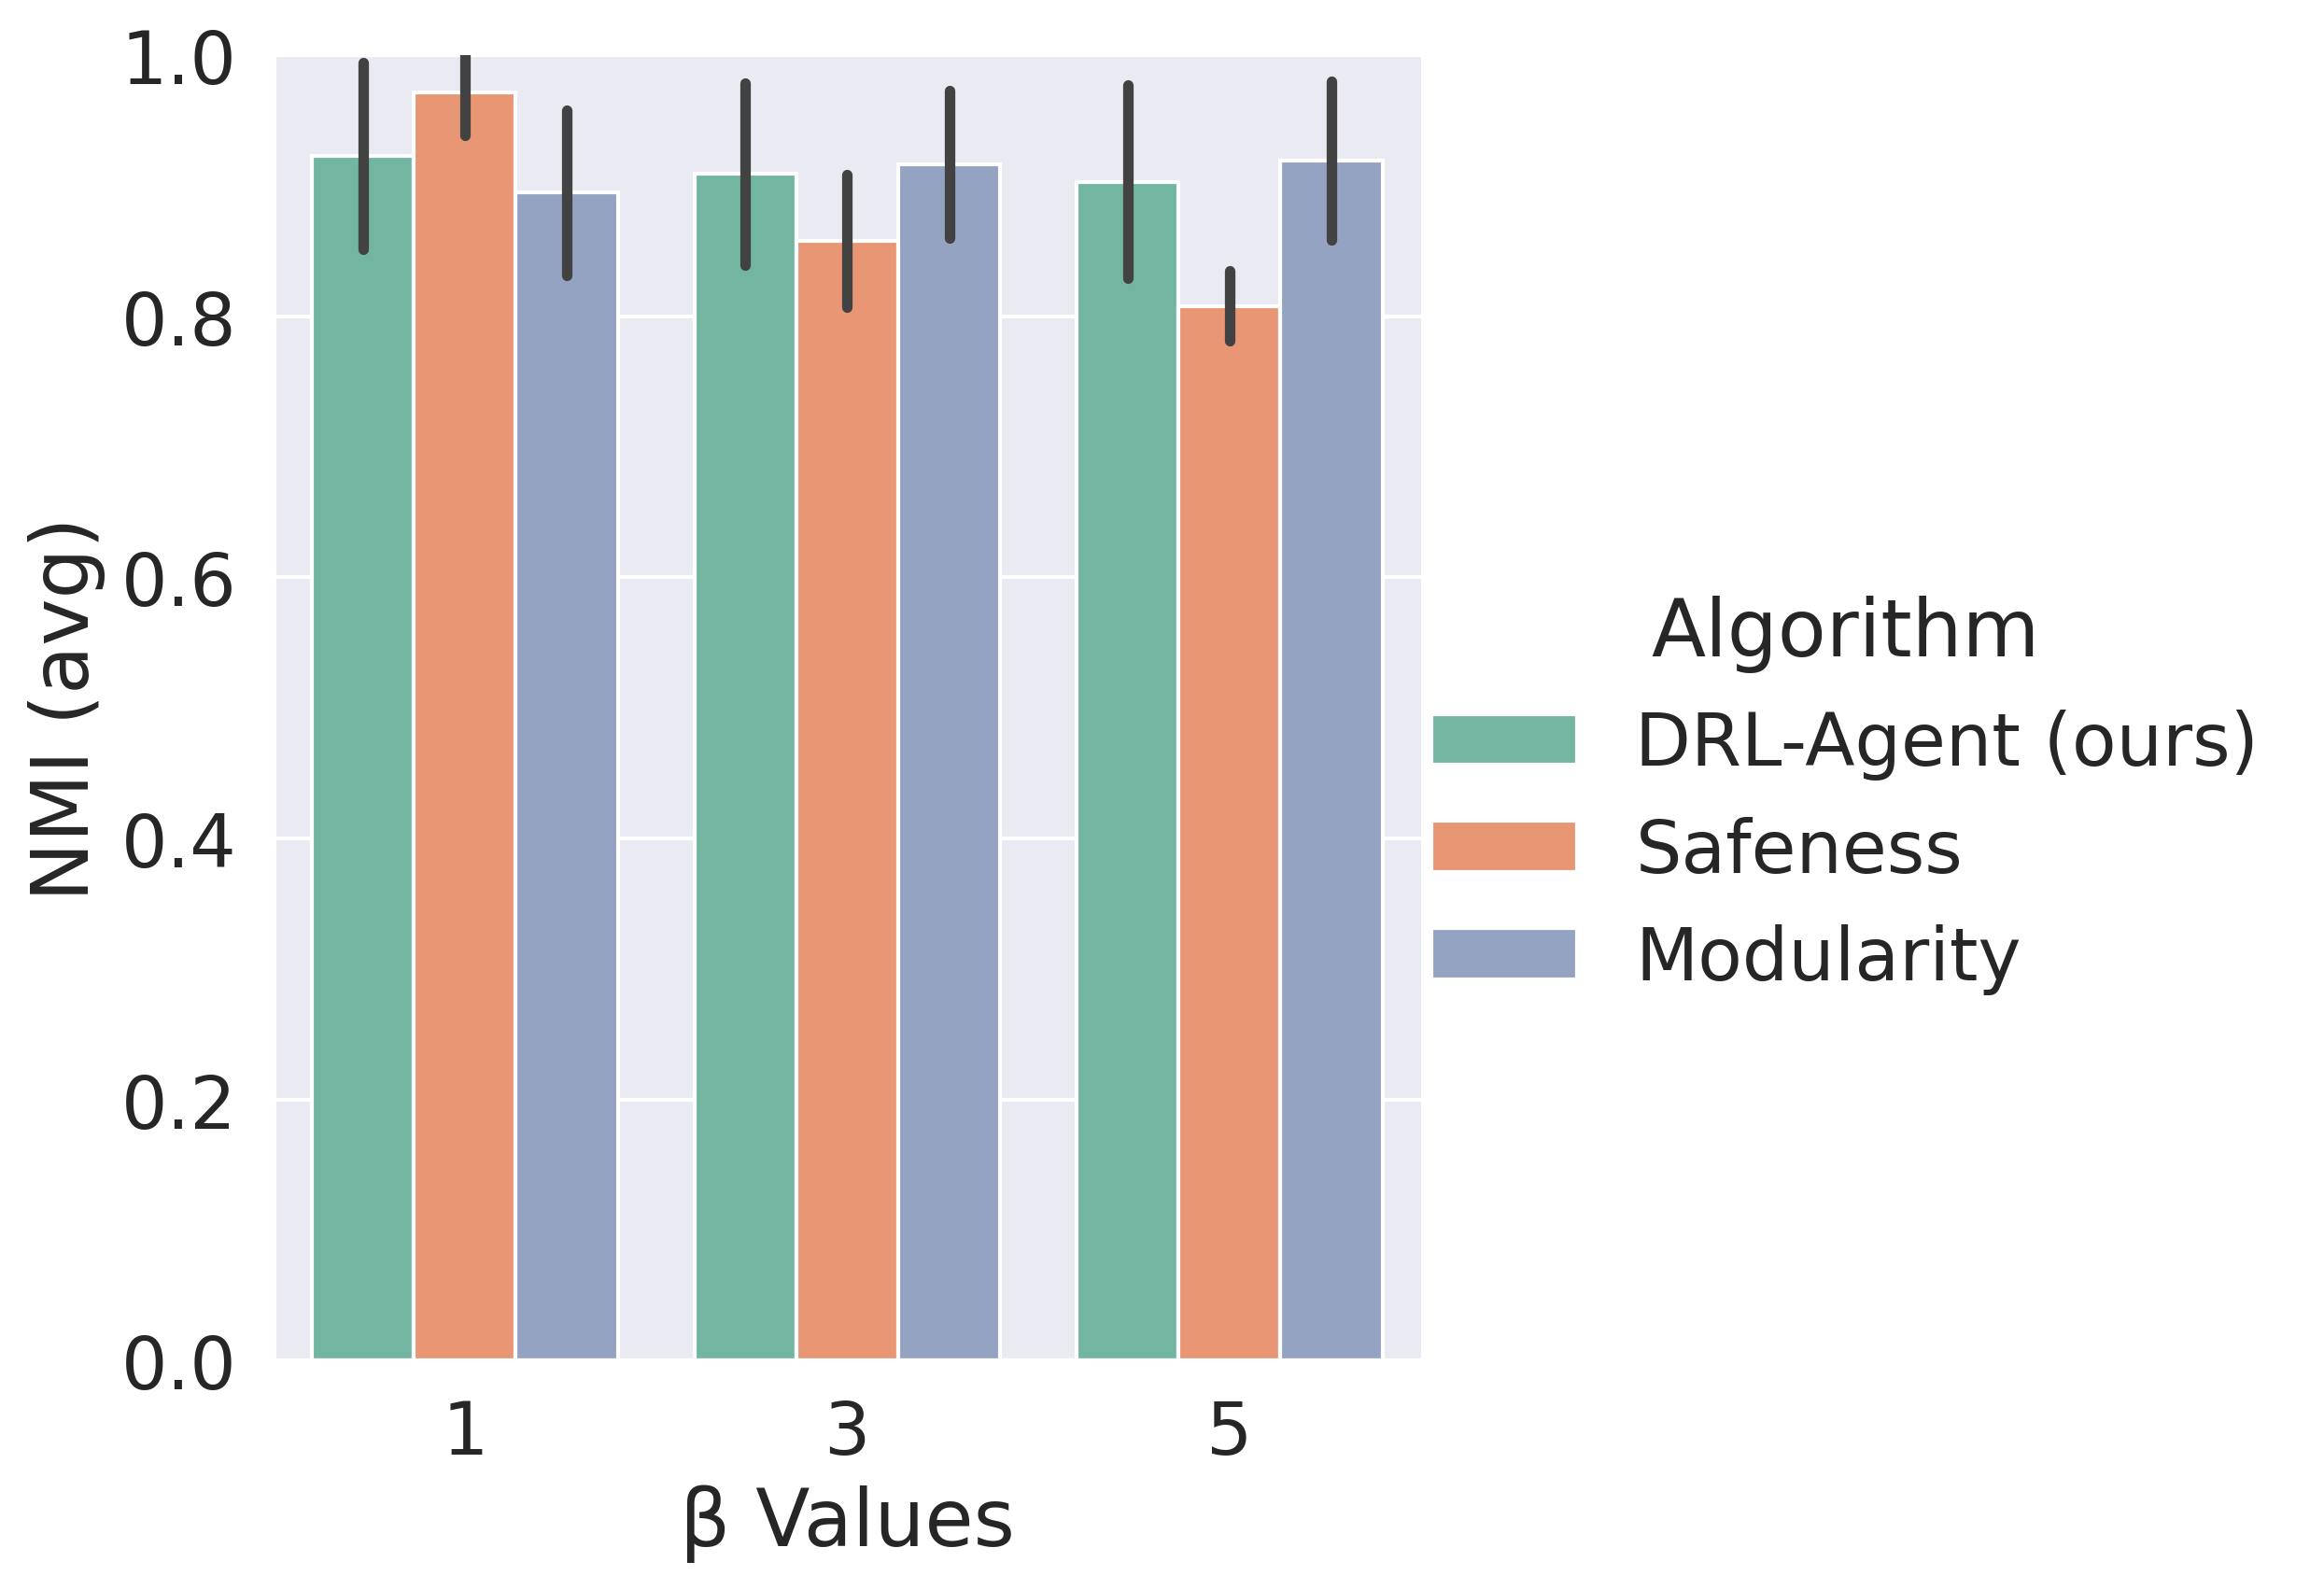 NMI (avg)
1.0
0.8
0.6
0.4
0.2
0.0
1 3 5
β Values
Algorithm
DRL-Agent (ours)
Safeness
Modularity